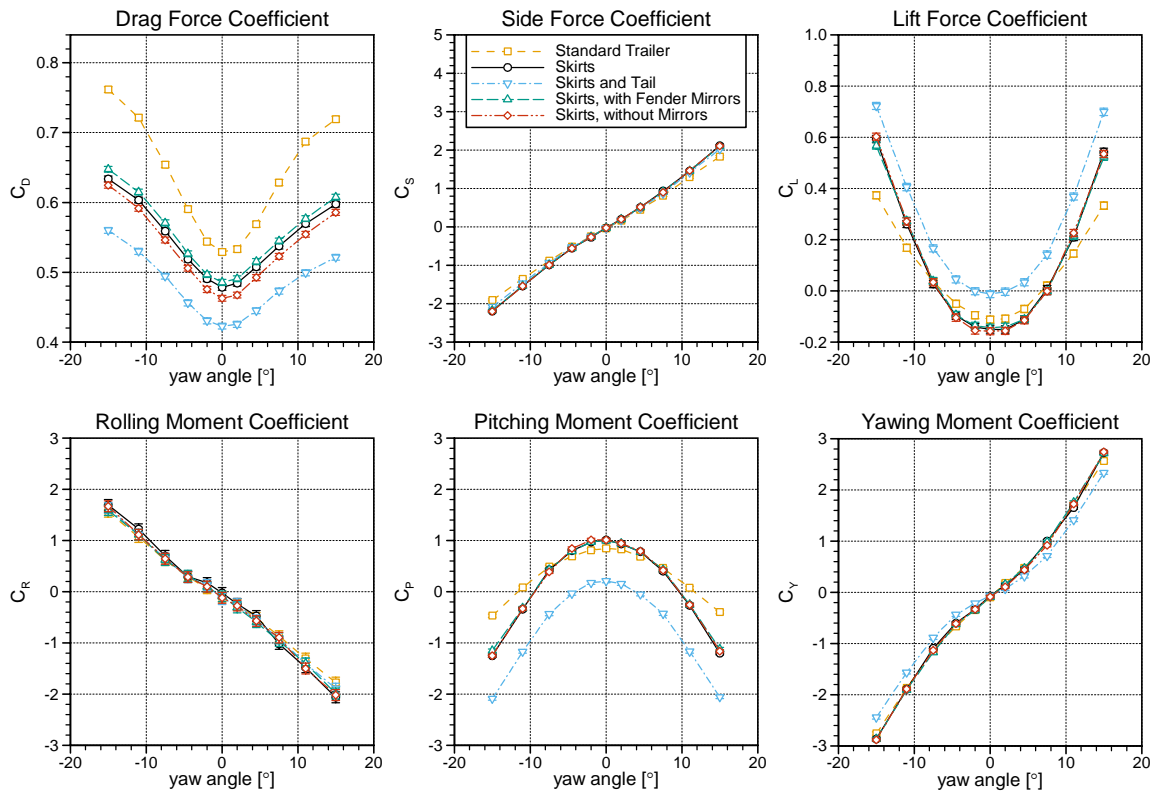 Drag Force Coefficient
C_D
0.8
0.7
0.6
0.5
0.4
-20 -10 0 10 20
yaw angle [°]
Side Force Coefficient
C_S
5
4
3
2
1
0
-1
-2
-3
-20 -10 0 10 20
yaw angle [°]
Standard Trailer
Skirts
Skirts and Tail
Skirts, with Fender Mirrors
Skirts, without Mirrors
Lift Force Coefficient
C_L
1.0
0.8
0.6
0.4
0.2
0.0
-0.2
-20 -10 0 10 20
yaw angle [°]
Rolling Moment Coefficient
C_R
3
2
1
0
-1
-2
-3
-20 -10 0 10 20
yaw angle [°]
Pitching Moment Coefficient
C_P
3
2
1
0
-1
-2
-3
-20 -10 0 10 20
yaw angle [°]
Yawing Moment Coefficient
C_Y
3
2
1
0
-1
-2
-3
-20 -10 0 10 20
yaw angle [°]